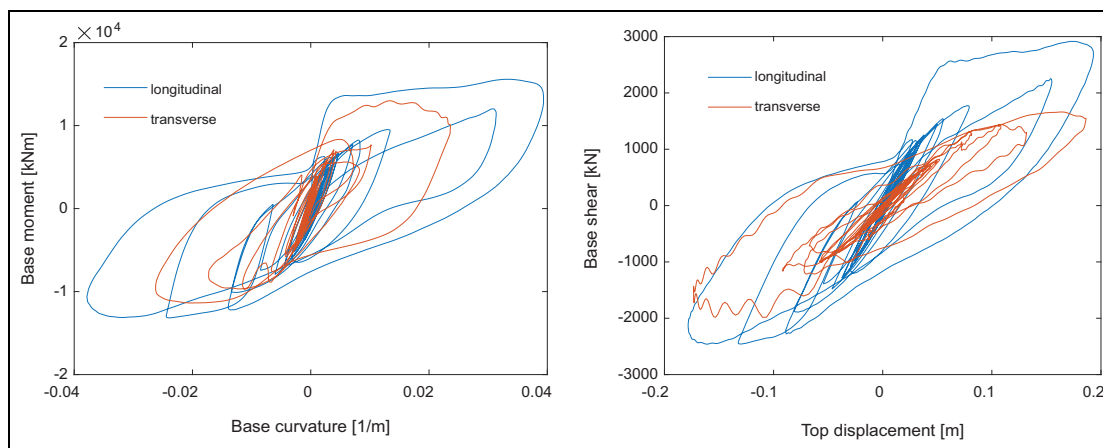 × 10⁴
2
1
0
-1
-2
-0.04
-0.02
0
0.02
0.04
Base moment [kNm]
Base curvature [1/m]
longitudinal
transverse
3000
2000
1000
0
-1000
-2000
-3000
-0.2
-0.1
0
0.1
0.2
Base shear [kN]
Top displacement [m]
longitudinal
transverse